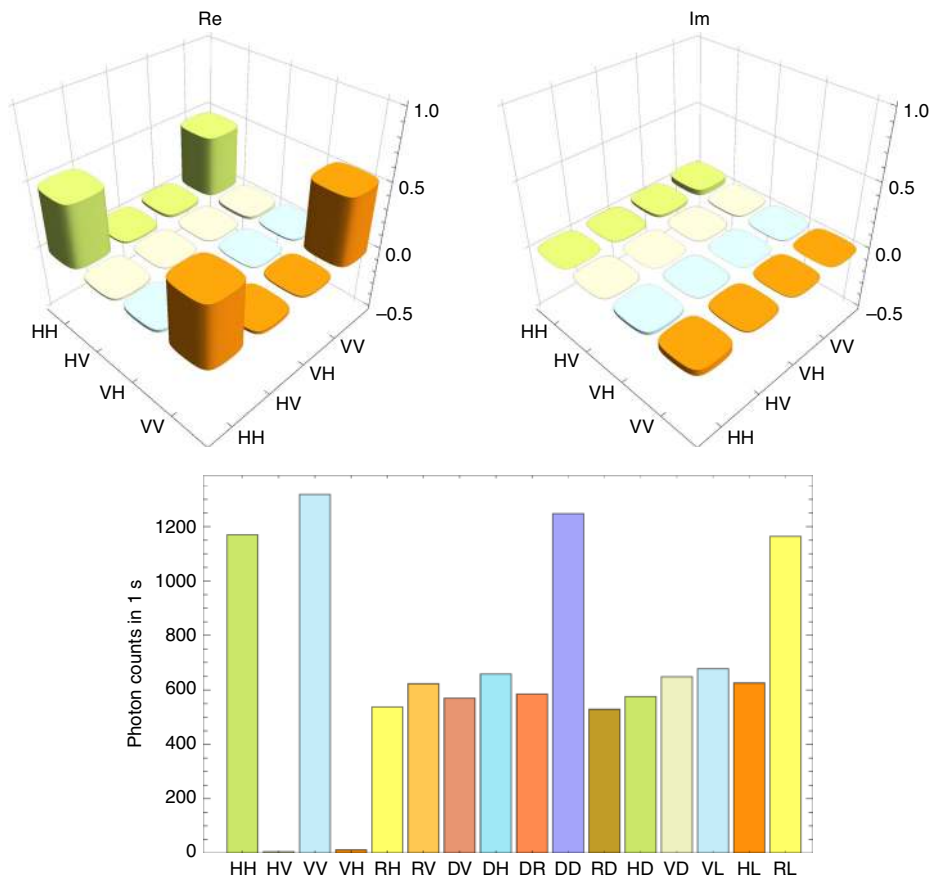 Re
1.0
0.5
0.0
–0.5
HH
HV
VH
VV
VV
VH
HV
HH
Im
1.0
0.5
0.0
–0.5
HH
HV
VH
VV
VV
VH
HV
HH
Photon counts in 1 s
1200
1000
800
600
400
200
0
HH HV VV VH RH RV DV DH DR DD RD HD VD VL HL RL